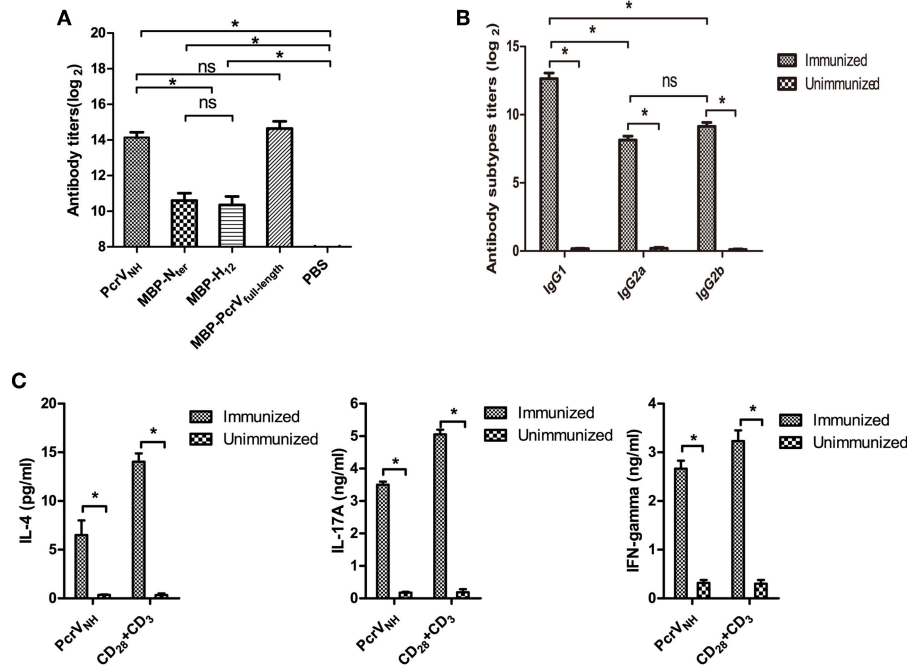 A
Antibody titers(log 2)
20
18
16
14
12
10
8
*
*
*
ns
*
ns
PcrVNH
MBP-Nter
MBP-H12
MBP-PcrVfull-length
PBS
B
Antibody subtypes titers (log 2)
15
10
5
0
*
*
*
ns
*
*
IgG1
IgG2a
IgG2b
Immunized
Unimmunized
C
IL-4 (pg/ml)
20
15
10
5
0
*
*
PcrVNH
CD28+CD3
Immunized
Unimmunized
IL-17A (ng/ml)
6
5
4
3
2
1
0
*
*
PcrVNH
CD28+CD3
Immunized
Unimmunized
IFN-gamma (ng/ml)
4
3
2
1
0
*
*
PcrVNH
CD28+CD3
Immunized
Unimmunized